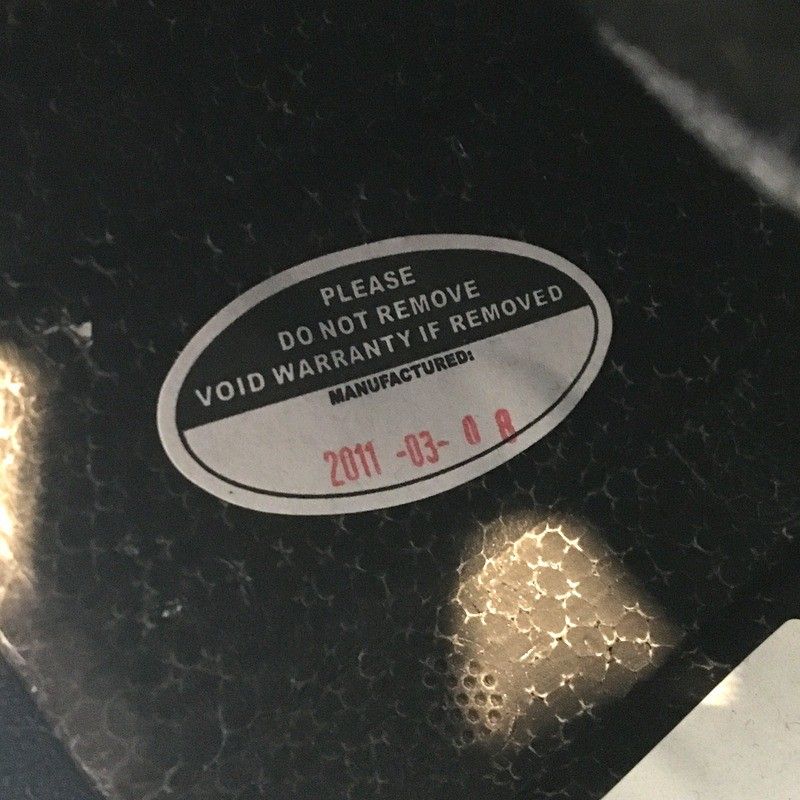 PLEASE
DO NOT REMOVE
VOID WARRANTY IF REMOVED
MANUFACTURED:
2011 -03- 0 8